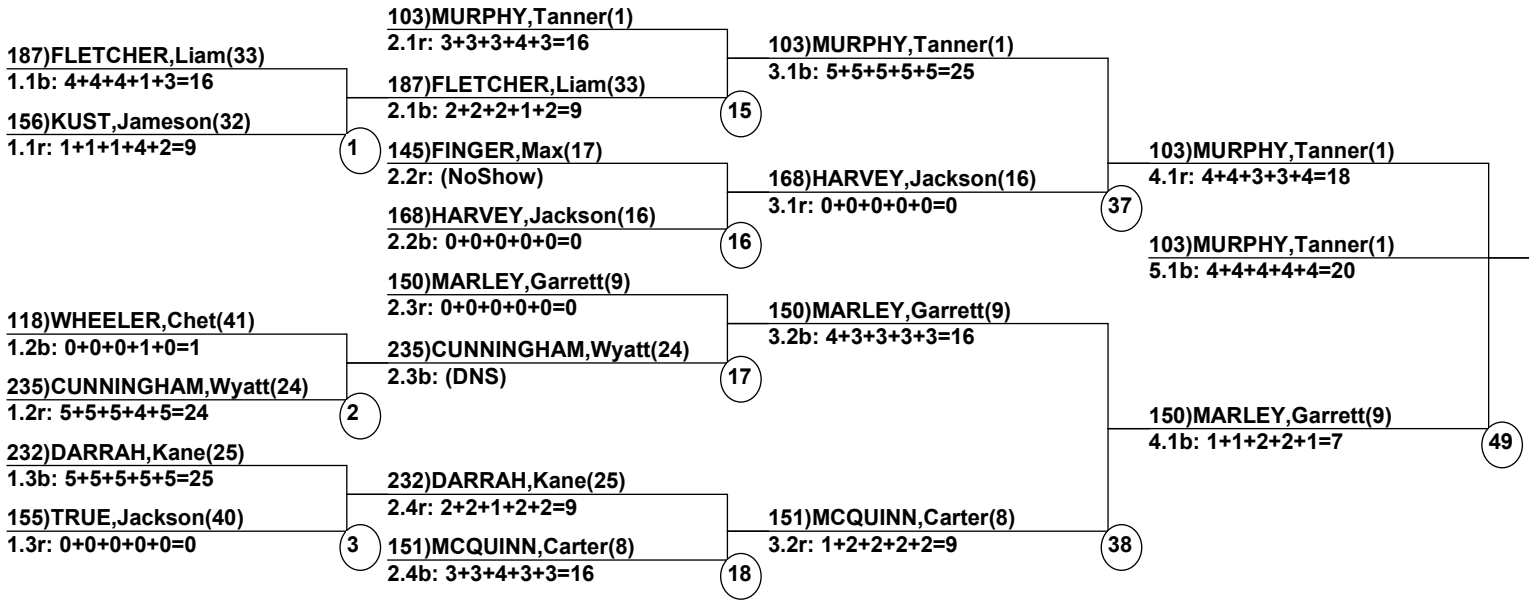 187)FLETCHER,Liam(33)
1.1b: 4+4+4+1+3=16
156)KUST,Jameson(32)
1.1r: 1+1+1+4+2=9
1
118)WHEELER,Chet(41)
1.2b: 0+0+0+1+0=1
235)CUNNINGHAM,Wyatt(24)
1.2r: 5+5+5+4+5=24
2
232)DARRAH,Kane(25)
1.3b: 5+5+5+5+5=25
155)TRUE,Jackson(40)
1.3r: 0+0+0+0+0=0
3
103)MURPHY,Tanner(1)
2.1r: 3+3+3+4+3=16
187)FLETCHER,Liam(33)
2.1b: 2+2+2+1+2=9
15
145)FINGER,Max(17)
2.2r: (NoShow)
168)HARVEY,Jackson(16)
2.2b: 0+0+0+0+0=0
16
150)MARLEY,Garrett(9)
2.3r: 0+0+0+0+0=0
235)CUNNINGHAM,Wyatt(24)
2.3b: (DNS)
17
232)DARRAH,Kane(25)
2.4r: 2+2+1+2+2=9
151)MCQUINN,Carter(8)
2.4b: 3+3+4+3+3=16
18
103)MURPHY,Tanner(1)
3.1b: 5+5+5+5+5=25
168)HARVEY,Jackson(16)
3.1r: 0+0+0+0+0=0
37
150)MARLEY,Garrett(9)
3.2b: 4+3+3+3+3=16
151)MCQUINN,Carter(8)
3.2r: 1+2+2+2+2=9
38
103)MURPHY,Tanner(1)
4.1r: 4+4+3+3+4=18
103)MURPHY,Tanner(1)
5.1b: 4+4+4+4+4=20
150)MARLEY,Garrett(9)
4.1b: 1+1+2+2+1=7
49